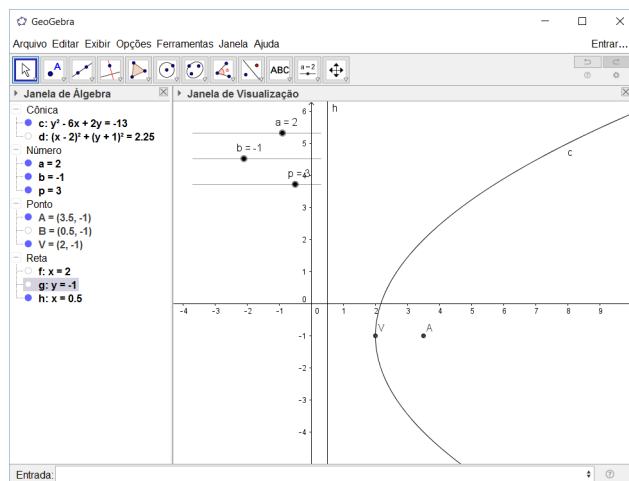 GeoGebra
Arquivo Editar Exibir Opções Ferramentas Janela Ajuda
Entrar...
A
ABC
a=2
Janela de Álgebra
Cônica
c: y² - 6x + 2y = -13
d: (x - 2)² + (y + 1)² = 2.25
Número
a = 2
b = -1
p = 3
Ponto
A = (3.5, -1)
B = (0.5, -1)
V = (2, -1)
Reta
f: x = 2
g: y = -1
h: x = 0.5
Janela de Visualização
h
a = 2
b = -1
p = 3
c
V
A
6
5
4
3
2
1
0
-1
-2
-3
-4
-4 -3 -2 -1 0 1 2 3 4 5 6 7 8 9
Entrada: